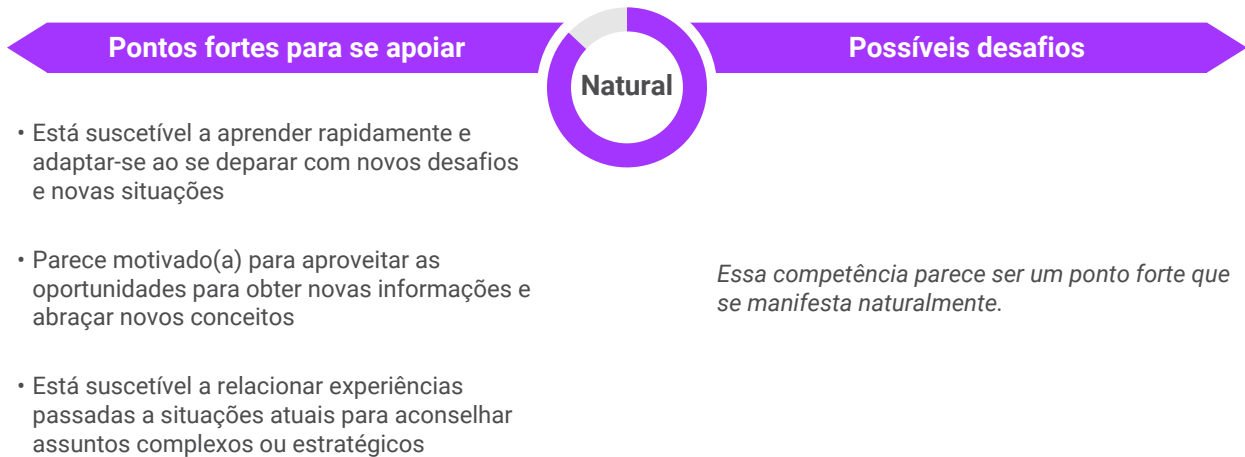 Pontos fortes para se apoiar
Natural
Possíveis desafios
• Está suscetível a aprender rapidamente e
adaptar-se ao se deparar com novos desafios
e novas situações
• Parece motivado(a) para aproveitar as
oportunidades para obter novas informações e
abraçar novos conceitos
• Está suscetível a relacionar experiências
passadas a situações atuais para aconselhar
assuntos complexos ou estratégicos
Essa competência parece ser um ponto forte que
se manifesta naturalmente.